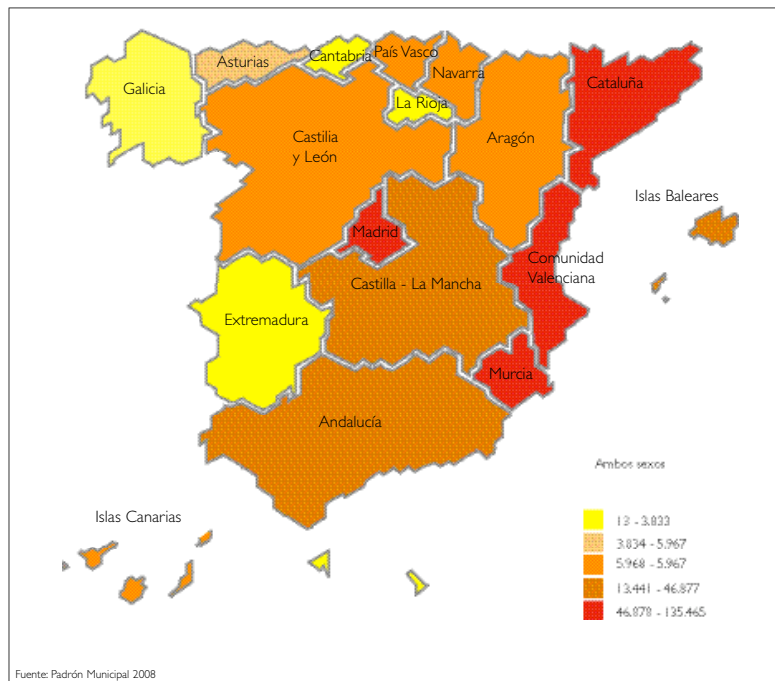 Asturias
Cantabria
País Vasco
Navarra
Galicia
Cataluña
La Rioja
Castilia
y León
Aragón
Islas Baleares
Madrid
Comunidad
Valenciana
Castilla - La Mancha
Extremadura
Murcia
Andalucía
Ambos sexos
Islas Canarias
13 - 3.833
3.834 - 5.967
5.968 - 5.967
13.441 - 46.877
46.878 - 135.465
Fuente: Padrón Municipal 2008